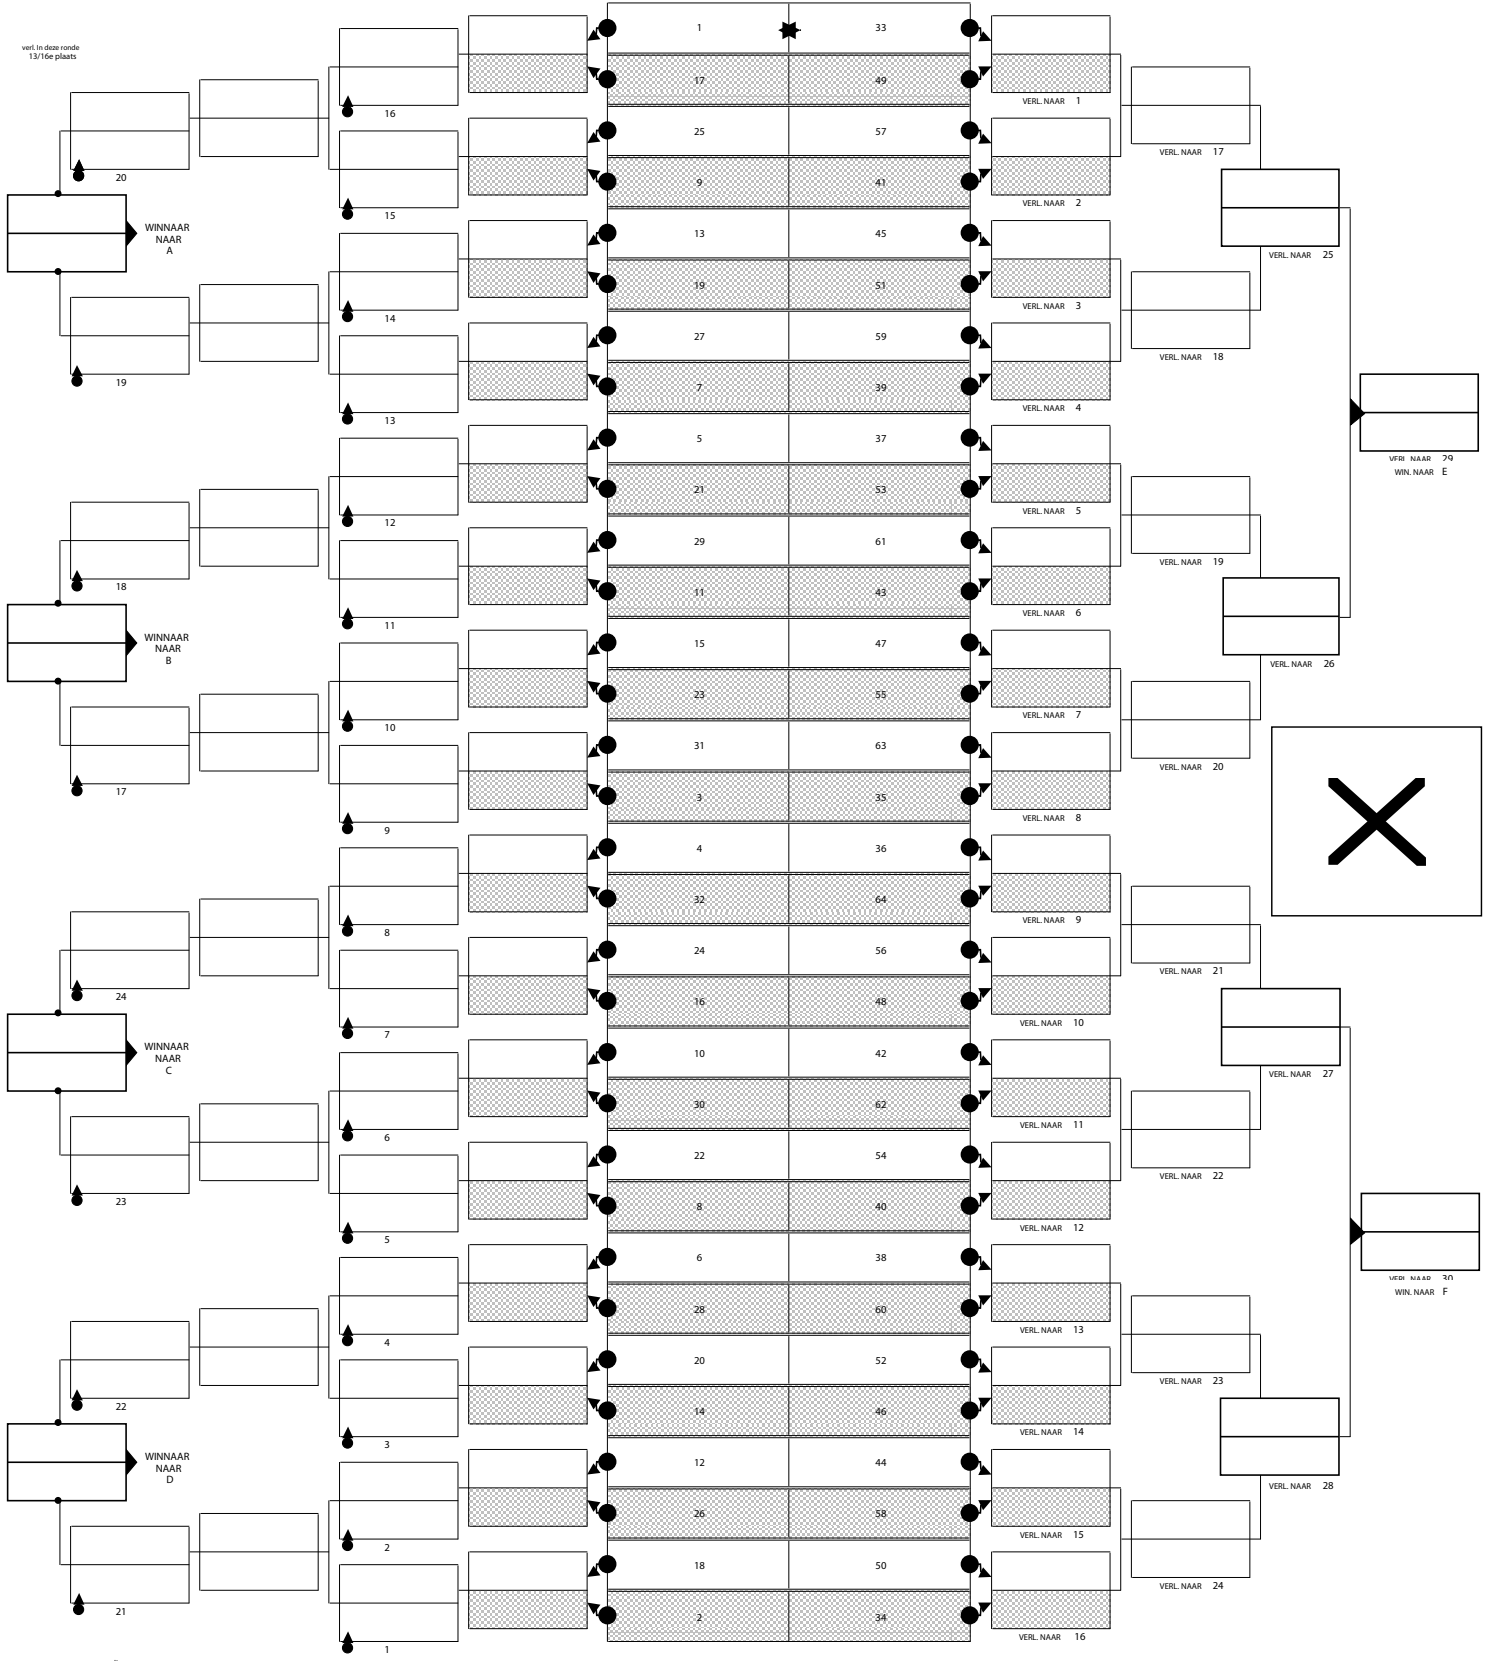 verl. In deze ronde
13/16e plaats
1 33
17 49
VERL. NAAR 1
16
25 57
VERL. NAAR 17
20
9 41
VERL. NAAR 2
15
WINNAAR
NAAR
A
13 45
VERL. NAAR 25
19 51
VERL. NAAR 3
14
27 59
VERL. NAAR 18
19
7 39
VERL. NAAR 4
13
5 37
VERL. NAAR 29
WIN. NAAR E
21 53
VERL. NAAR 5
12
29 61
VERL. NAAR 19
18
11 43
VERL. NAAR 6
11
WINNAAR
NAAR
B
15 47
VERL. NAAR 26
23 55
VERL. NAAR 7
10
31 63
VERL. NAAR 20
17
3 35
VERL. NAAR 8
9
4 36
32 64
VERL. NAAR 9
8
24 56
VERL. NAAR 21
24
16 48
VERL. NAAR 10
7
WINNAAR
NAAR
C
10 42
VERL. NAAR 27
30 62
VERL. NAAR 11
6
22 54
VERL. NAAR 22
23
8 40
VERL. NAAR 12
5
6 38
VERL. NAAR 30
WIN. NAAR F
28 60
VERL. NAAR 13
4
20 52
VERL. NAAR 23
22
14 46
VERL. NAAR 14
3
WINNAAR
NAAR
D
12 44
VERL. NAAR 28
26 58
VERL. NAAR 15
2
18 50
VERL. NAAR 24
21
2 34
VERL. NAAR 16
1